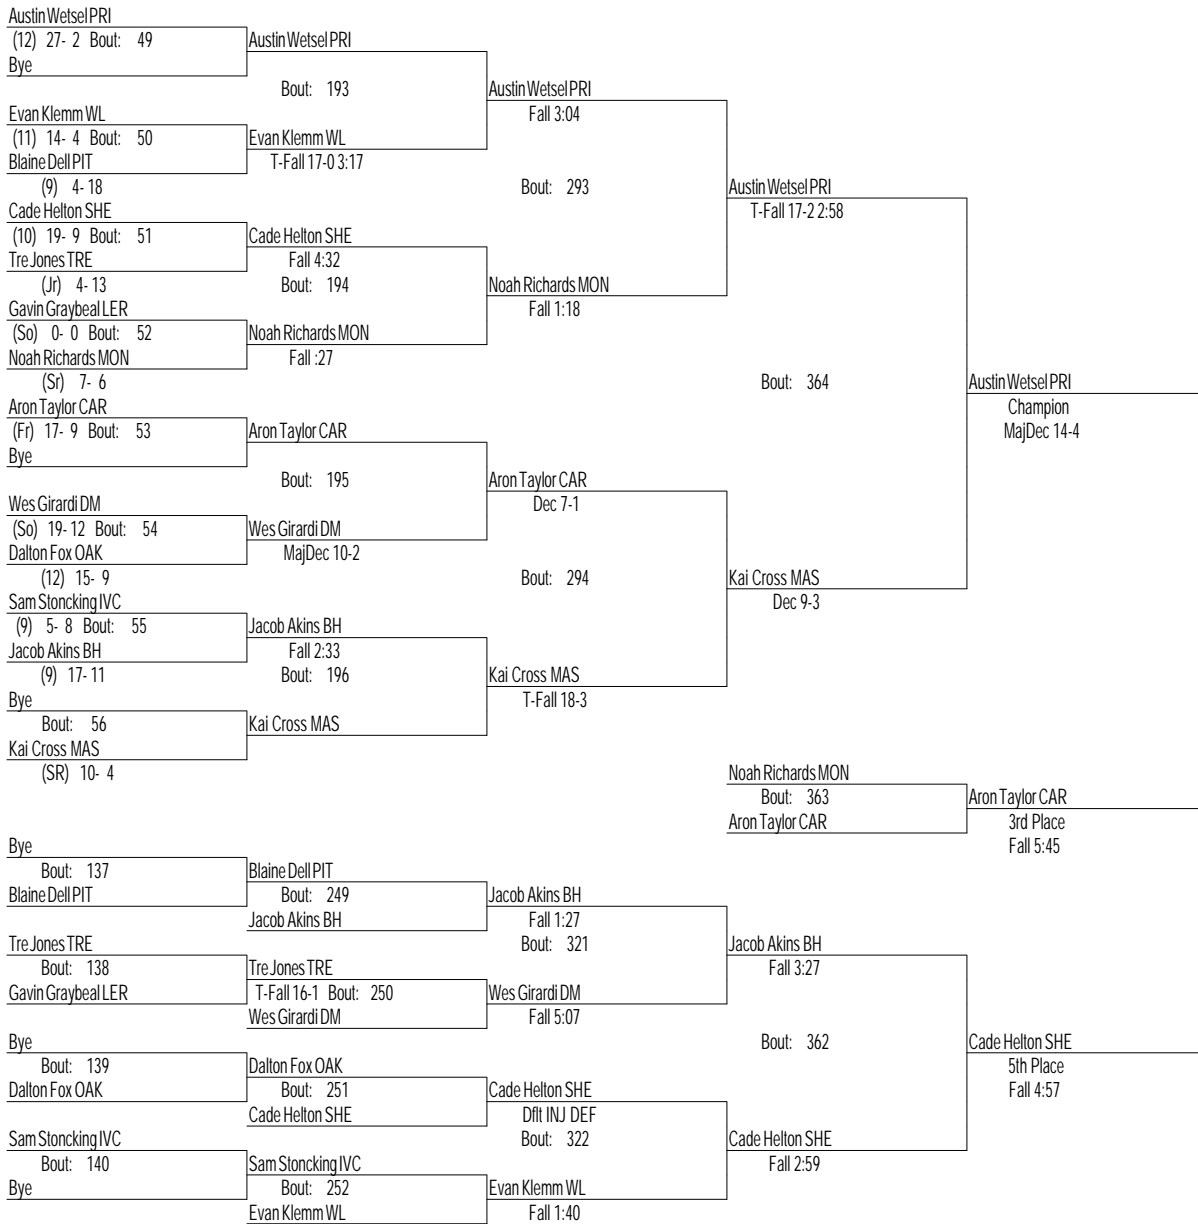 Austin Wetsel PRI
(12) 27- 2 Bout: 49
Bye
Austin Wetsel PRI
Bout: 193
Evan Klemm WL
(11) 14- 4 Bout: 50
Blaine Dell PIT
(9) 4- 18
Evan Klemm WL
T-Fall 17-0 3:17
Austin Wetsel PRI
Fall 3:04
Bout: 293
Cade Helton SHE
(10) 19- 9 Bout: 51
Tre Jones TRE
(Jr) 4- 13
Cade Helton SHE
Fall 4:32
Bout: 194
Gavin Graybeal LER
(So) 0- 0 Bout: 52
Noah Richards MON
(Sr) 7- 6
Noah Richards MON
Fall :27
Noah Richards MON
Fall 1:18
Austin Wetsel PRI
T-Fall 17-2 2:58
Bout: 364
Aron Taylor CAR
(Fr) 17- 9 Bout: 53
Bye
Aron Taylor CAR
Bout: 195
Wes Girardi DM
(So) 19- 12 Bout: 54
Dalton Fox OAK
(12) 15- 9
Wes Girardi DM
MajDec 10-2
Aron Taylor CAR
Dec 7-1
Bout: 294
Sam Stoncking IVC
(9) 5- 8 Bout: 55
Jacob Akins BH
(9) 17- 11
Jacob Akins BH
Fall 2:33
Bout: 196
Bye
Bout: 56
Kai Cross MAS
(SR) 10- 4
Kai Cross MAS
Kai Cross MAS
T-Fall 18-3
Kai Cross MAS
Dec 9-3
Austin Wetsel PRI
Champion
MajDec 14-4
Noah Richards MON
Bout: 363
Aron Taylor CAR
Aron Taylor CAR
3rd Place
Fall 5:45
Bye
Bout: 137
Blaine Dell PIT
Blaine Dell PIT
Bout: 249
Jacob Akins BH
Jacob Akins BH
Fall 1:27
Bout: 321
Tre Jones TRE
Bout: 138
Gavin Graybeal LER
Tre Jones TRE
T-Fall 16-1 Bout: 250
Wes Girardi DM
Wes Girardi DM
Fall 5:07
Jacob Akins BH
Fall 3:27
Bout: 362
Bye
Bout: 139
Dalton Fox OAK
Dalton Fox OAK
Bout: 251
Cade Helton SHE
Cade Helton SHE
Dflt INJ DEF
Bout: 322
Sam Stoncking IVC
Bout: 140
Bye
Sam Stoncking IVC
Bout: 252
Evan Klemm WL
Evan Klemm WL
Fall 1:40
Cade Helton SHE
Fall 2:59
Cade Helton SHE
5th Place
Fall 4:57